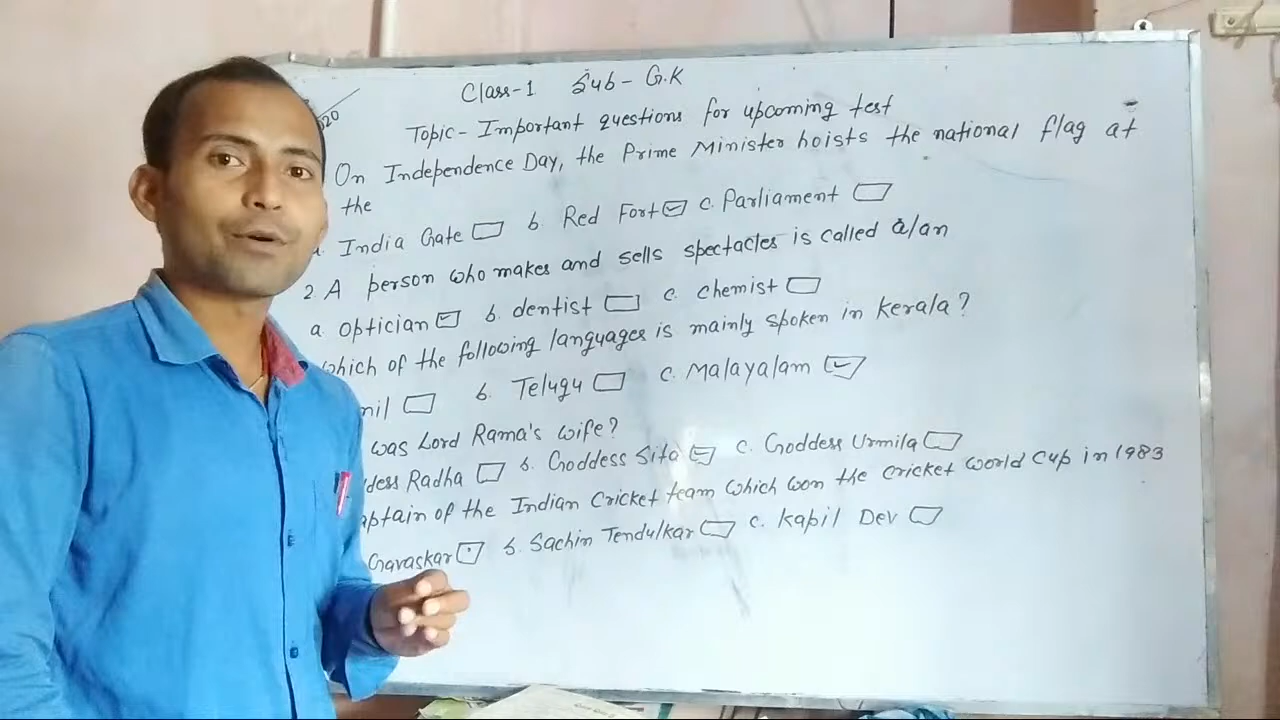 2020
Class-1 Sub- G.K
Topic- Important questions for upcoming test
On Independence Day, the Prime Minister hoists the national flag at
the
India Gate b. Red Fort c. Parliament
2 A person who makes and sells spectacles is called a/an
a. Optician b. dentist c. chemist
which of the following languages is mainly spoken in Kerala?
b. Telugu c. Malayalam
was Lord Rama's wife?
Radha b. Goddess Sita c. Goddess Urmila
of the Indian Cricket team which won the cricket world cup in 1983
Gavaskar b. Sachin Tendulkar c. Kapil Dev